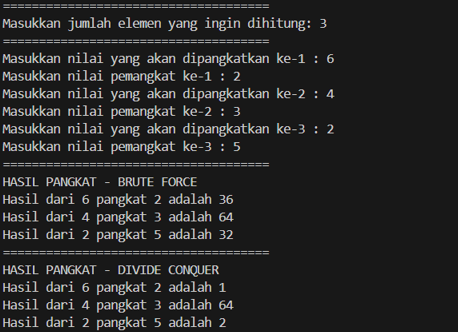 =====================================
Masukkan jumlah elemen yang ingin dihitung: 3
=====================================
Masukkan nilai yang akan dipangkatkan ke-1 : 6
Masukkan nilai pemangkat ke-1 : 2
Masukkan nilai yang akan dipangkatkan ke-2 : 4
Masukkan nilai pemangkat ke-2 : 3
Masukkan nilai yang akan dipangkatkan ke-3 : 2
Masukkan nilai pemangkat ke-3 : 5
=====================================
HASIL PANGKAT - BRUTE FORCE
Hasil dari 6 pangkat 2 adalah 36
Hasil dari 4 pangkat 3 adalah 64
Hasil dari 2 pangkat 5 adalah 32
=====================================
HASIL PANGKAT - DIVIDE CONQUER
Hasil dari 6 pangkat 2 adalah 1
Hasil dari 4 pangkat 3 adalah 64
Hasil dari 2 pangkat 5 adalah 2